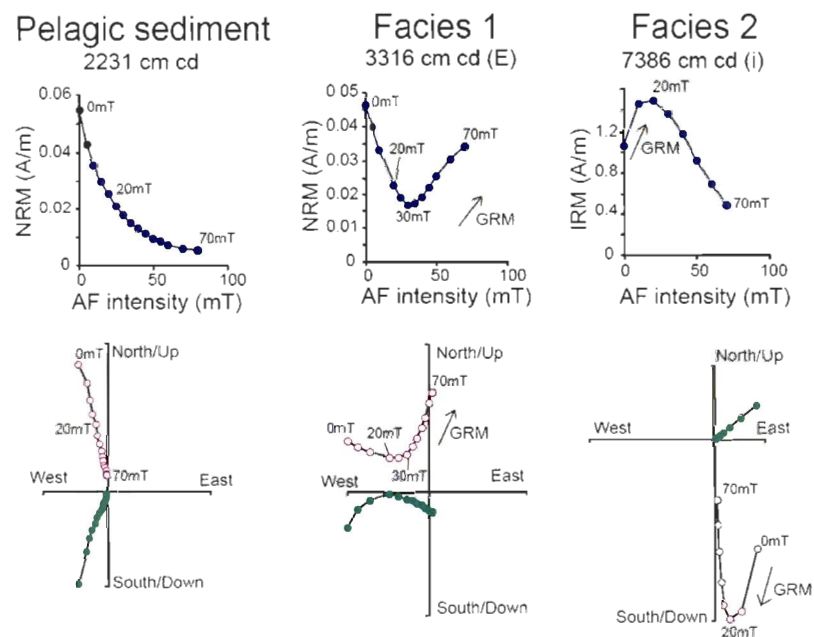 Pelagic sediment
2231 cm cd
Facies 1
3316 cm cd (E)
Facies 2
7386 cm cd (i)
NRM (A/m)
0.06
0.04
0.02
0
0mT
20mT
70mT
0
50
100
AF intensity (mT)
NRM (A/m)
0.05
0.04
0.03
0.02
0.01
0
0mT
20mT
30mT
70mT
GRM
0
50
100
AF intensity (mT)
IRM (A/m)
1.2
0.8
0.4
0
20mT
GRM
70mT
0
50
100
AF intensity (mT)
0mT
North/Up
20mT
70mT
West
East
South/Down
North/Up
70mT
0mT
20mT
GRM
30mT
West
East
South/Down
North/Up
West
East
70mT
0mT
GRM
South/Down
20mT